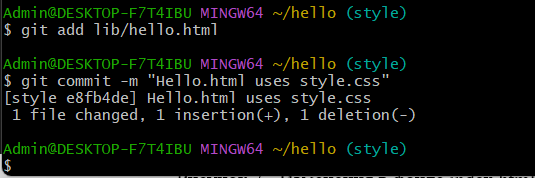 Admin@DESKTOP-F7T4IBU MINGW64 ~/hello (style)
$ git add lib/hello.html

Admin@DESKTOP-F7T4IBU MINGW64 ~/hello (style)
$ git commit -m "Hello.html uses style.css"
[style e8fb4de] Hello.html uses style.css
 1 file changed, 1 insertion(+), 1 deletion(-)

Admin@DESKTOP-F7T4IBU MINGW64 ~/hello (style)
$